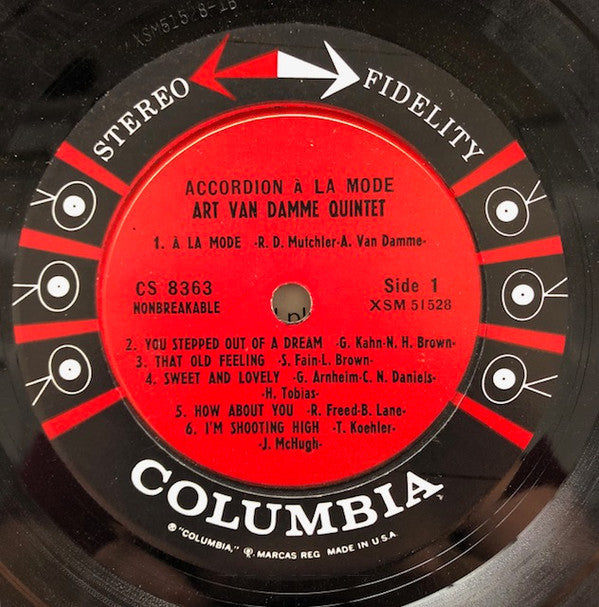 XSM51528-1B
STEREO FIDELITY
ACCORDION À LA MODE
ART VAN DAMME QUINTET
1. À LA MODE -R. D. Mutchler-A. Van Damme-
CS 8363
NONBREAKABLE
Side 1
XSM 51528
2. YOU STEPPED OUT OF A DREAM -G. Kahn-N. H. Brown-
3. THAT OLD FEELING -S. Fain-L. Brown-
4. SWEET AND LOVELY -G. Arnheim-C. N. Daniels-
-H. Tobias-
5. HOW ABOUT YOU -R. Freed-B. Lane-
6. I'M SHOOTING HIGH -T. Koehler-
-J. McHugh-
COLUMBIA
® "COLUMBIA," ®, MARCAS REG MADE IN U.S.A.